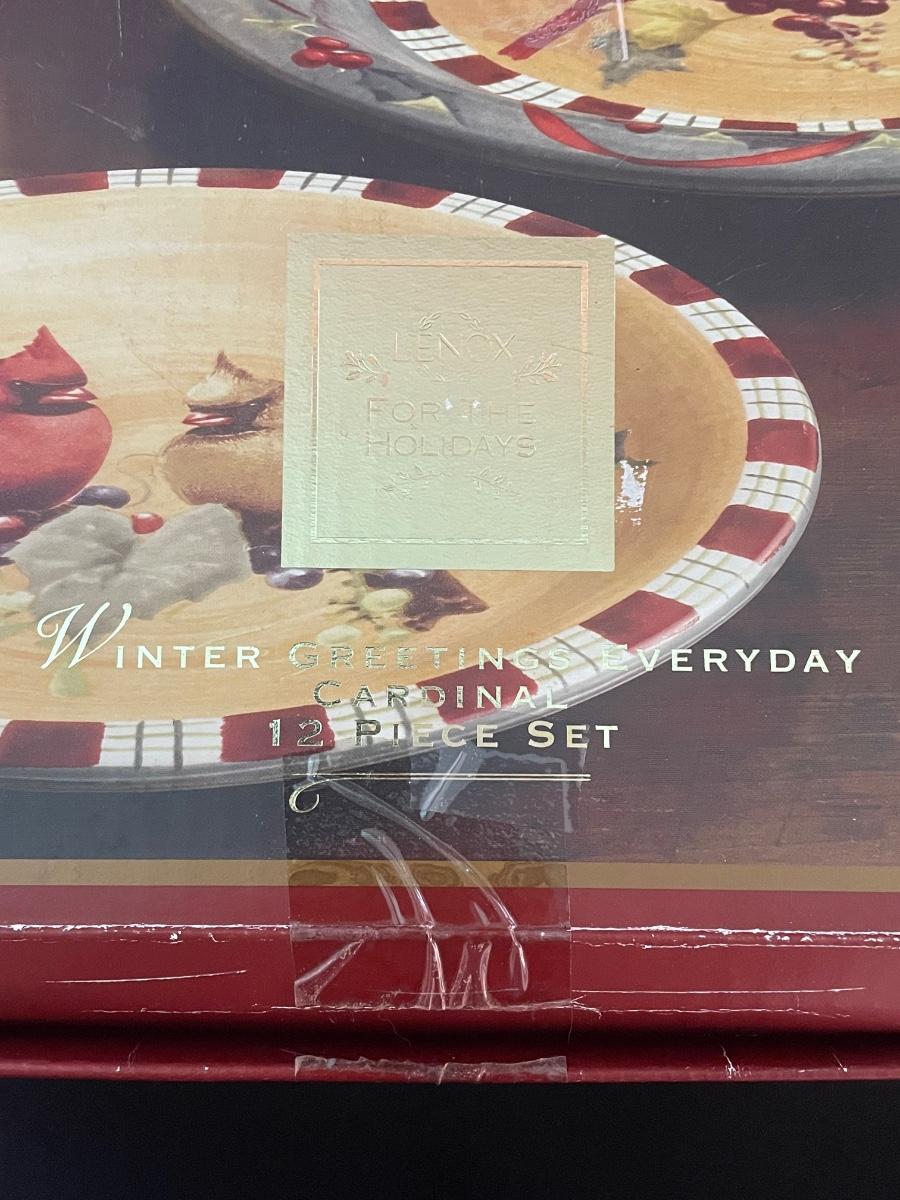 LENOX
FOR THE
HOLIDAYS
WINTER GREETINGS EVERYDAY
CARDINAL
12 PIECE SET